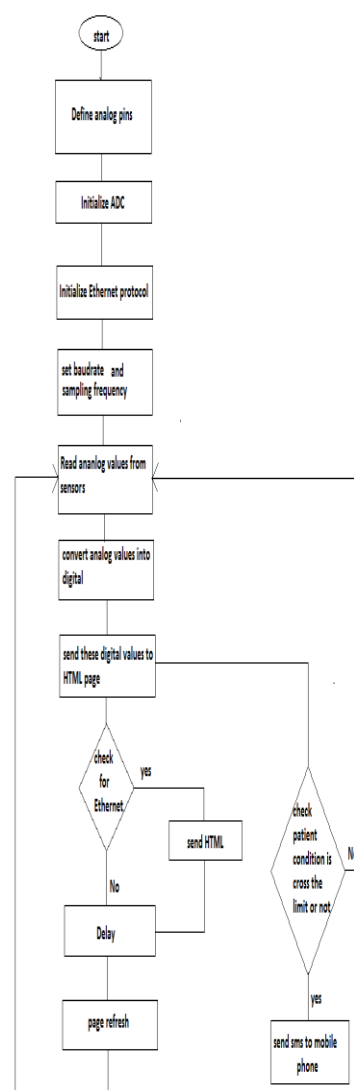 start
Define analog pins
Initialize ADC
Initialize Ethernet protocol
set baudrate and
sampling frequency
Read ananlog values from
sensors
convert analog values into
digital
send these digital values to
HTML page
check
for
Ethernet
yes
send HTML
No
Delay
page refresh
check
patient
condition is
cross the
limit or not
No
yes
send sms to mobile
phone